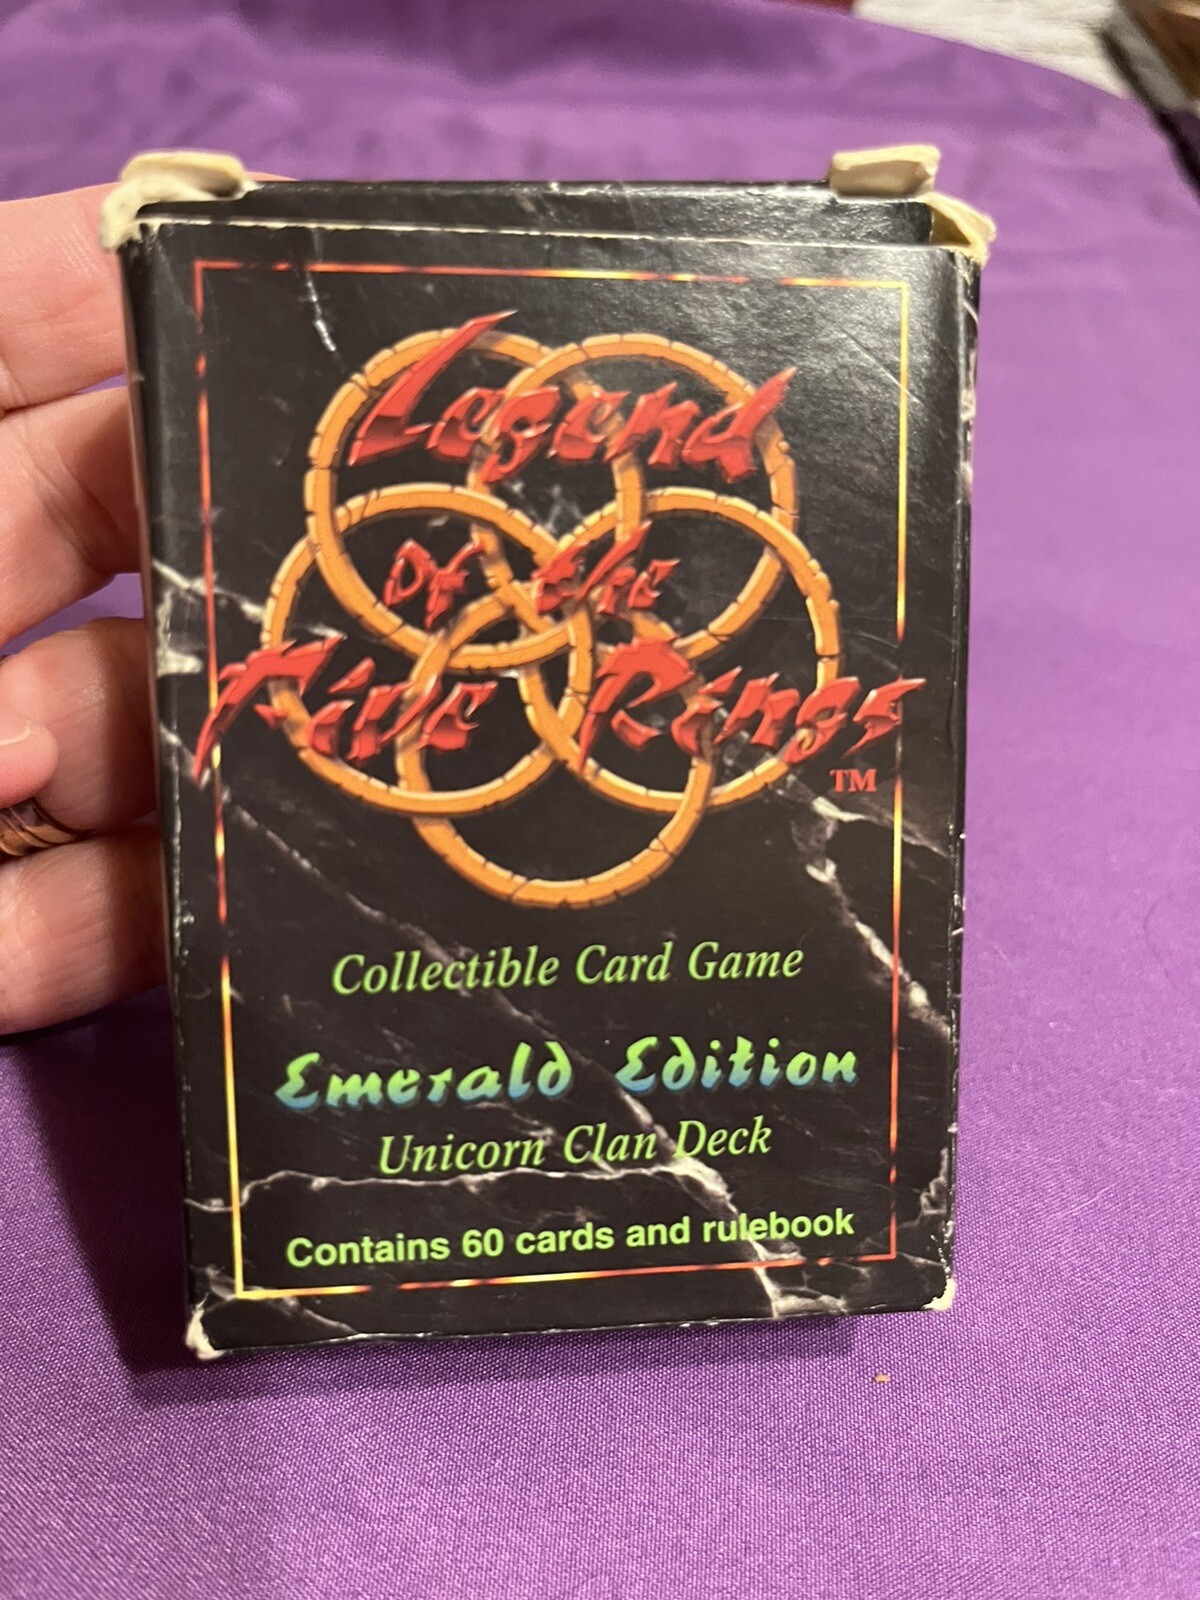 Legend
of the
Five Rings
TM
Collectible Card Game
Emerald Edition
Unicorn Clan Deck
Contains 60 cards and rulebook